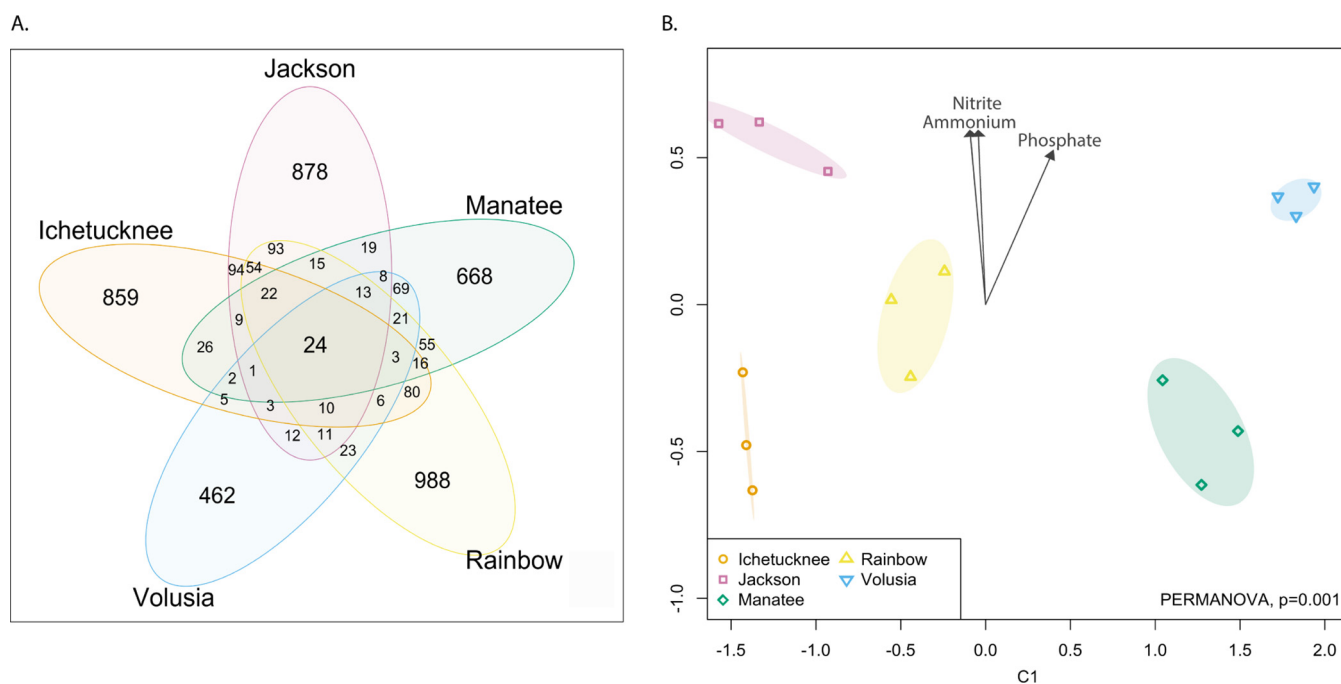 A.
Jackson
878
Manatee
Ichetucknee
93
19
15
94
54
8
668
859
22
13
69
9
21
24
55
26
3
16
1
2
80
5
3
10
6
12
11
23
462
988
Rainbow
Volusia
B.
Nitrite
Ammonium
Phosphate
0.5
0.0
-0.5
-1.0
Ichetucknee
Rainbow
Jackson
Volusia
Manatee
PERMANOVA, p=0.001
-1.5
-1.0
-0.5
0.0
0.5
1.0
1.5
2.0
C1